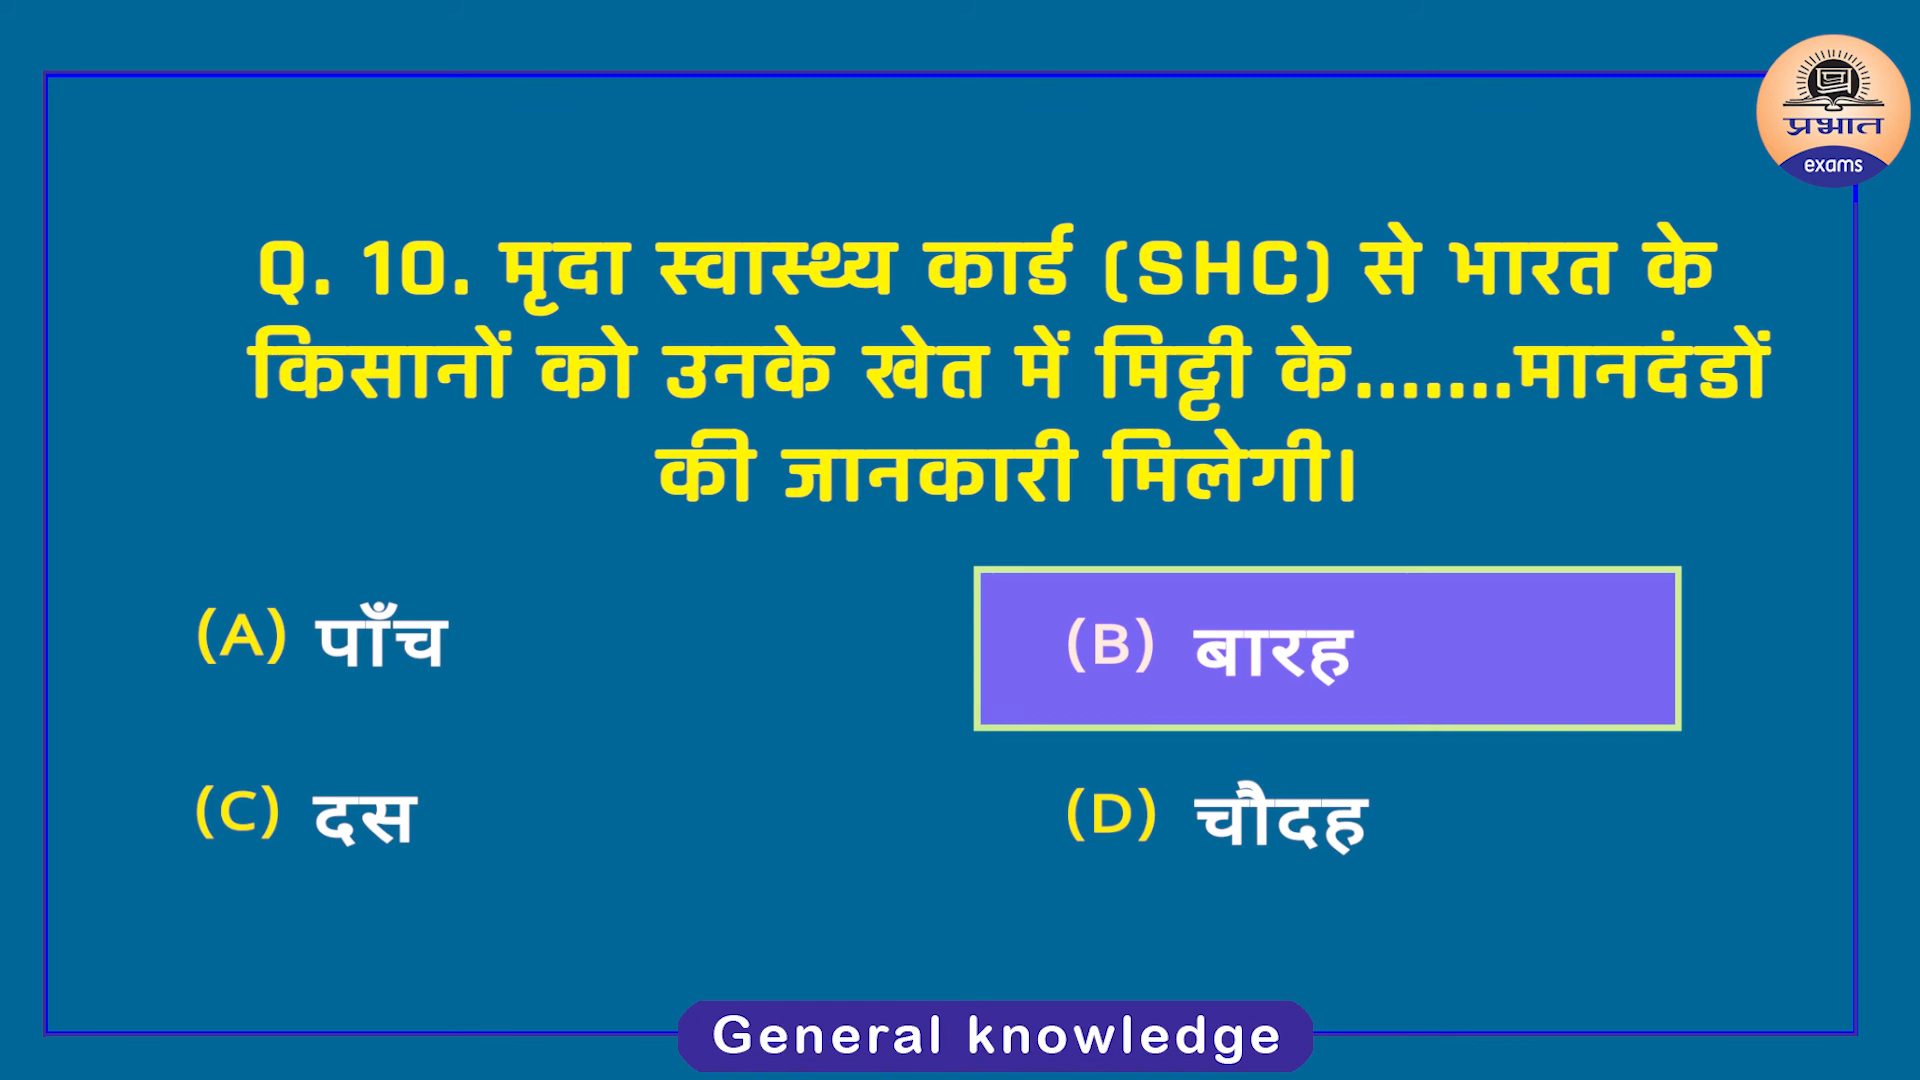 प्रभात
exams
Q. 10. मृदा स्वास्थ्य कार्ड (SHC) से भारत के
किसानों को उनके खेत में मिट्टी के.......मानदंडों
की जानकारी मिलेगी।
(A) पाँच
(B) बारह
(C) दस
(D) चौदह
General knowledge